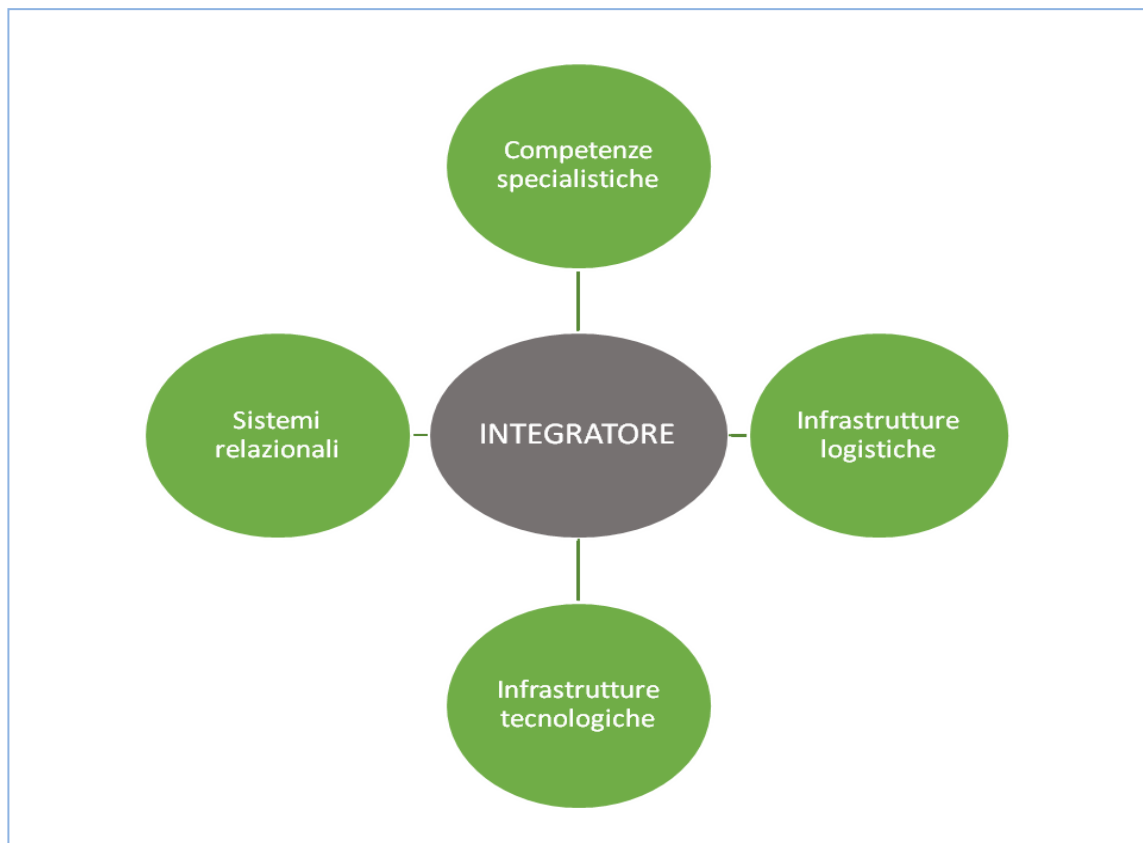 Competenze
specialistiche
Sistemi
relazionali
INTEGRATORE
Infrastrutture
logistiche
Infrastrutture
tecnologiche